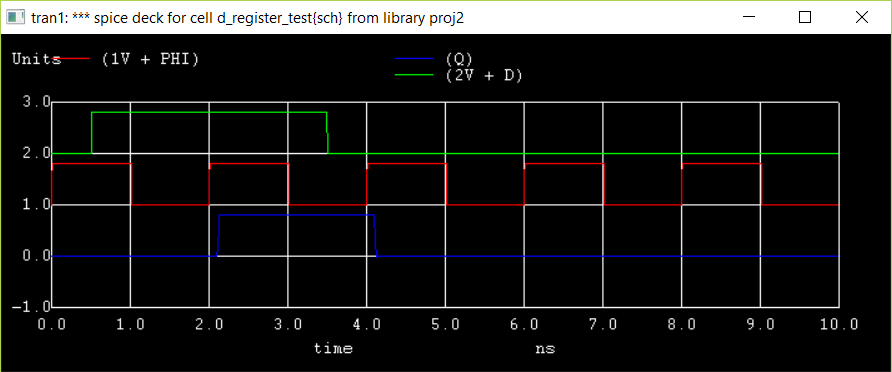 tran1: *** spice deck for cell d_register_test{sch} from library proj2
Units (1V + PHI) (Q)
(2V + D)
3.0
2.0
1.0
0.0
-1.0
0.0 1.0 2.0 3.0 4.0 5.0 6.0 7.0 8.0 9.0 10.0
time ns